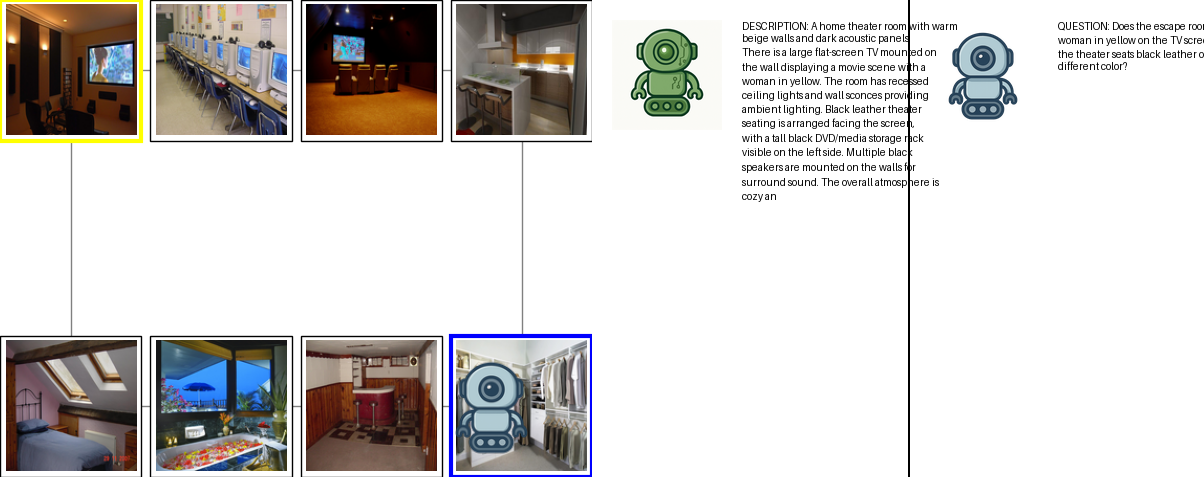 DESCRIPTION: A home theater room with warm
beige walls and dark acoustic panels.
There is a large flat-screen TV mounted on
the wall displaying a movie scene with a
woman in yellow. The room has recessed
ceiling lights and wall sconces providing
ambient lighting. Black leather theater
seating is arranged facing the screen,
with a tall black DVD/media storage rack
visible on the left side. Multiple black
speakers are mounted on the walls for
surround sound. The overall atmosphere is
cozy an
QUESTION: Does the escape roo
woman in yellow on the TV scre
the theater seats black leather o
different color?